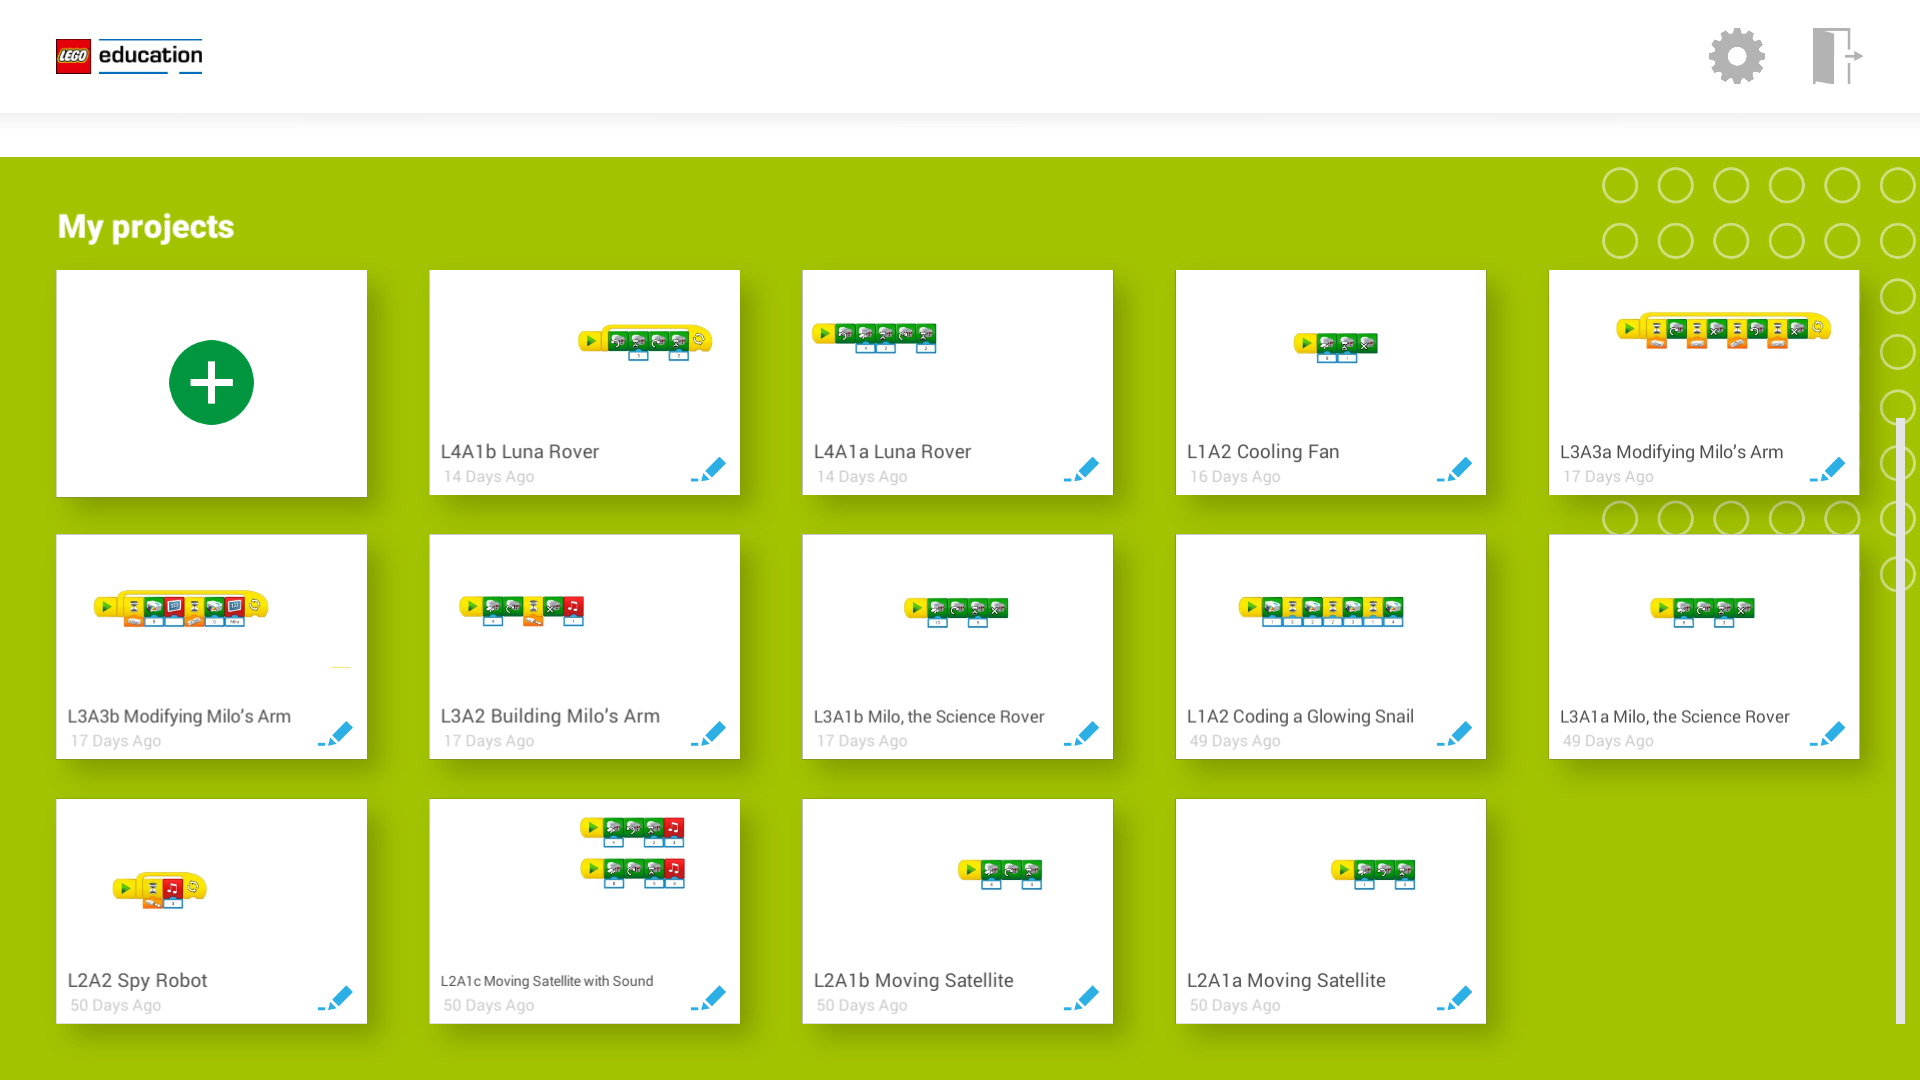 LEGO education
My projects
L4A1b Luna Rover
14 Days Ago
L4A1a Luna Rover
14 Days Ago
L1A2 Cooling Fan
16 Days Ago
L3A3a Modifying Milo's Arm
17 Days Ago
L3A3b Modifying Milo's Arm
17 Days Ago
L3A2 Building Milo's Arm
17 Days Ago
L3A1b Milo, the Science Rover
17 Days Ago
L1A2 Coding a Glowing Snail
49 Days Ago
L3A1a Milo, the Science Rover
49 Days Ago
L2A2 Spy Robot
50 Days Ago
L2A1c Moving Satellite with Sound
50 Days Ago
L2A1b Moving Satellite
50 Days Ago
L2A1a Moving Satellite
50 Days Ago